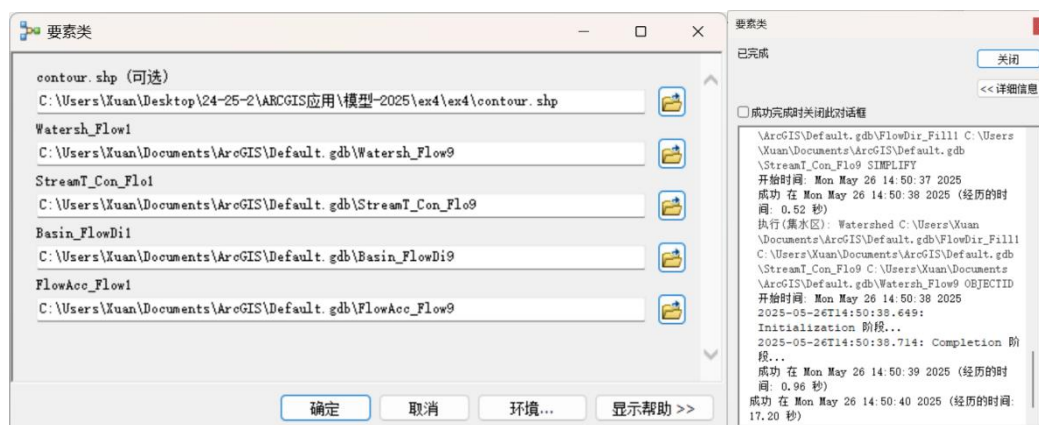 要素类
contour.shp (可选)
C:\Users\Xuan\Desktop\24-25-2\ARCGIS应用\模型-2025\ex4\ex4\contour.shp
Watersh_Flow1
C:\Users\Xuan\Documents\ArcGIS\Default.gdb\Watersh_Flow9
StreamT_Con_Flo1
C:\Users\Xuan\Documents\ArcGIS\Default.gdb\StreamT_Con_Flo9
Basin_FlowDi1
C:\Users\Xuan\Documents\ArcGIS\Default.gdb\Basin_FlowDi9
FlowAcc_Flow1
C:\Users\Xuan\Documents\ArcGIS\Default.gdb\FlowAcc_Flow9
确定
取消
环境...
显示帮助 >>
要素类
已完成
关闭
<< 详细信息
成功完成时关闭此对话框
\ArcGIS\Default.gdb\FlowDir_Fill1 C:\Users
\Xuan\Documents\ArcGIS\Default.gdb
\StreamT_Con_Flo9 SIMPLIFY
开始时间: Mon May 26 14:50:37 2025
成功 在 Mon May 26 14:50:38 2025 (经历的时
间: 0.52 秒)
执行(集水区): Watershed C:\Users\Xuan
\Documents\ArcGIS\Default.gdb\FlowDir_Fill1
C:\Users\Xuan\Documents\ArcGIS\Default.gdb
\StreamT_Con_Flo9 C:\Users\Xuan\Documents
\ArcGIS\Default.gdb\Watersh_Flow9 OBJECTID
开始时间: Mon May 26 14:50:38 2025
2025-05-26T14:50:38.649:
Initialization 阶段...
2025-05-26T14:50:38.714: Completion 阶
段...
成功 在 Mon May 26 14:50:39 2025 (经历的时
间: 0.96 秒)
成功 在 Mon May 26 14:50:40 2025 (经历的时间:
17.20 秒)